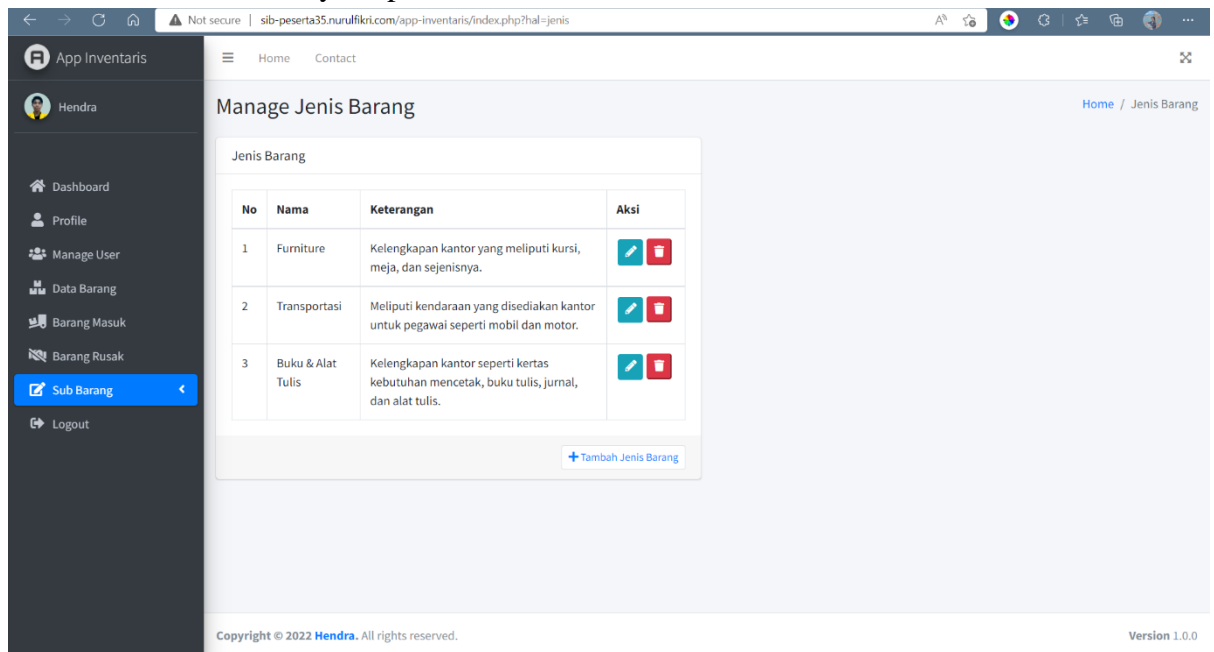 Not secure | sib-peserta35.nurulfikri.com/app-inventaris/index.php?hal=jenis
App Inventaris
Home Contact
Hendra
Manage Jenis Barang
Home / Jenis Barang
Jenis Barang
Dashboard
Profile
Manage User
Data Barang
Barang Masuk
Barang Rusak
Sub Barang
Logout
No Nama Keterangan Aksi
1 Furniture Kelengkapan kantor yang meliputi kursi,
meja, dan sejenisnya.
2 Transportasi Meliputi kendaraan yang disediakan kantor
untuk pegawai seperti mobil dan motor.
3 Buku & Alat Kelengkapan kantor seperti kertas
Tulis kebutuhan mencetak, buku tulis, jurnal,
dan alat tulis.
+ Tambah Jenis Barang
Copyright © 2022 Hendra. All rights reserved.
Version 1.0.0